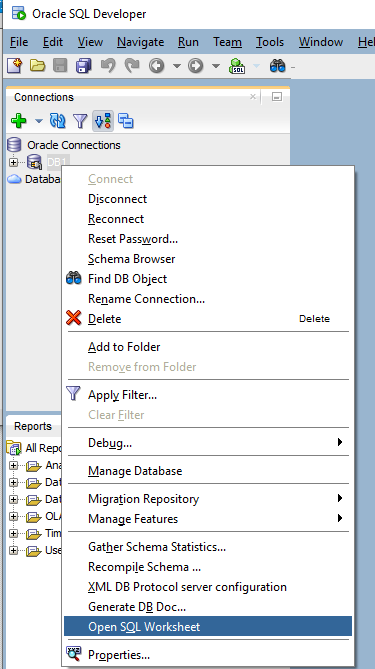 Oracle SQL Developer
File Edit View Navigate Run Team Tools Window
Connections
Oracle Connections
DB1
Connect
Disconnect
Reconnect
Reset Password...
Schema Browser
Find DB Object
Rename Connection...
Delete Delete
Add to Folder
Remove from Folder
Apply Filter...
Clear Filter
Debug...
Manage Database
Migration Repository
Manage Features
Gather Schema Statistics...
Recompile Schema ...
XML DB Protocol server configuration
Generate DB Doc...
Open SQL Worksheet
Properties...
Reports
All Repo
Ana
Dat
Dat
OLA
Tim
Use